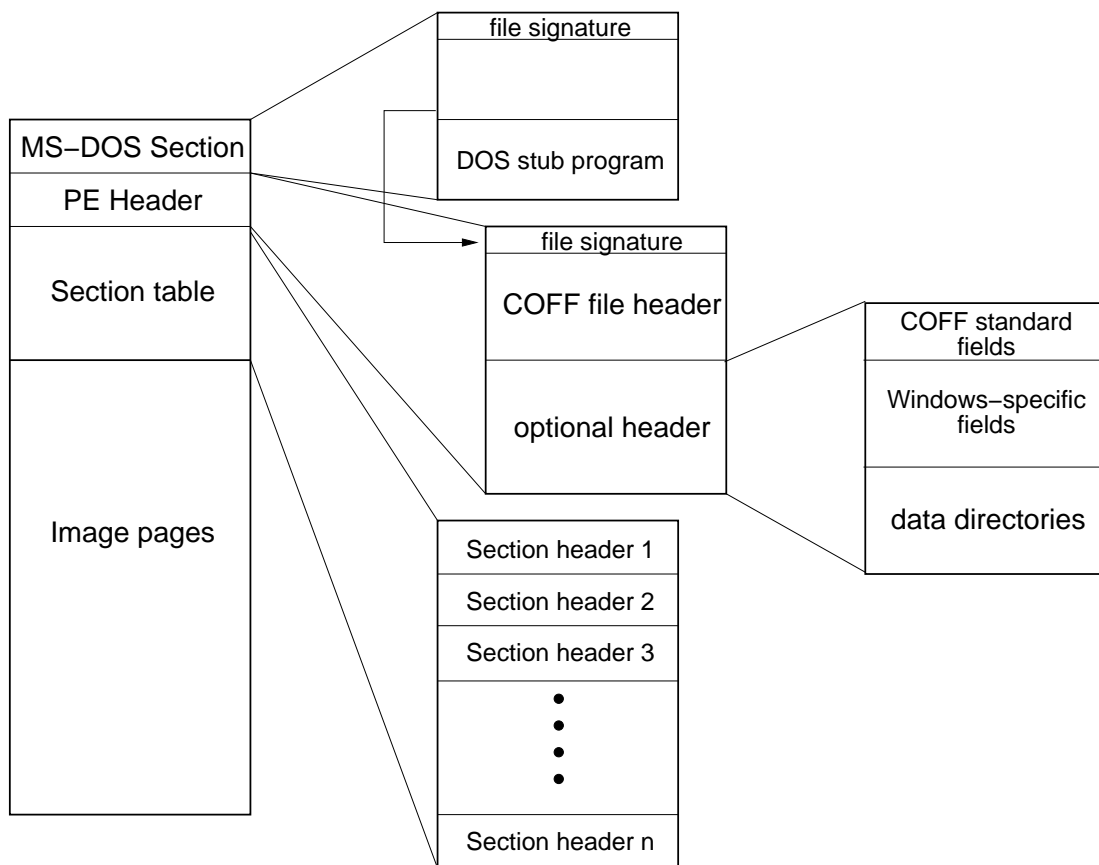 file signature
DOS stub program
MS−DOS Section
PE Header
Section table
Image pages
file signature
COFF file header
optional header
COFF standard
fields
Windows−specific
fields
data directories
Section header 1
Section header 2
Section header 3
Section header n